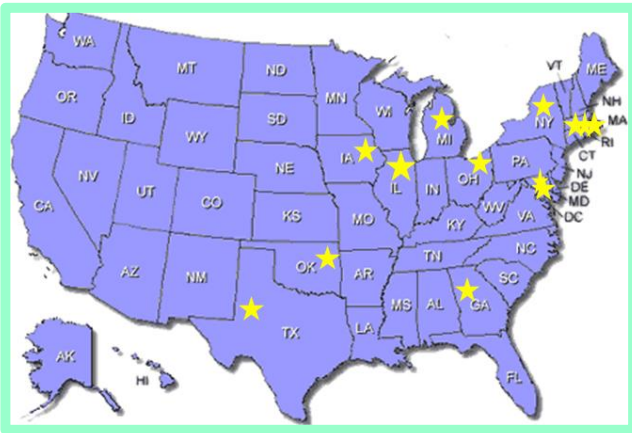 WA
MT
ND
MN
VT
ME
OR
ID
SD
WI
MI
NY
NH
MA
WY
RI
CT
IA
NE
PA
NJ
NV
UT
CO
IL
IN
OH
DE
MD
WV
VA
DC
CA
KS
MO
KY
NC
TN
AZ
NM
OK
AR
SC
MS
AL
GA
TX
LA
AK
HI
FL